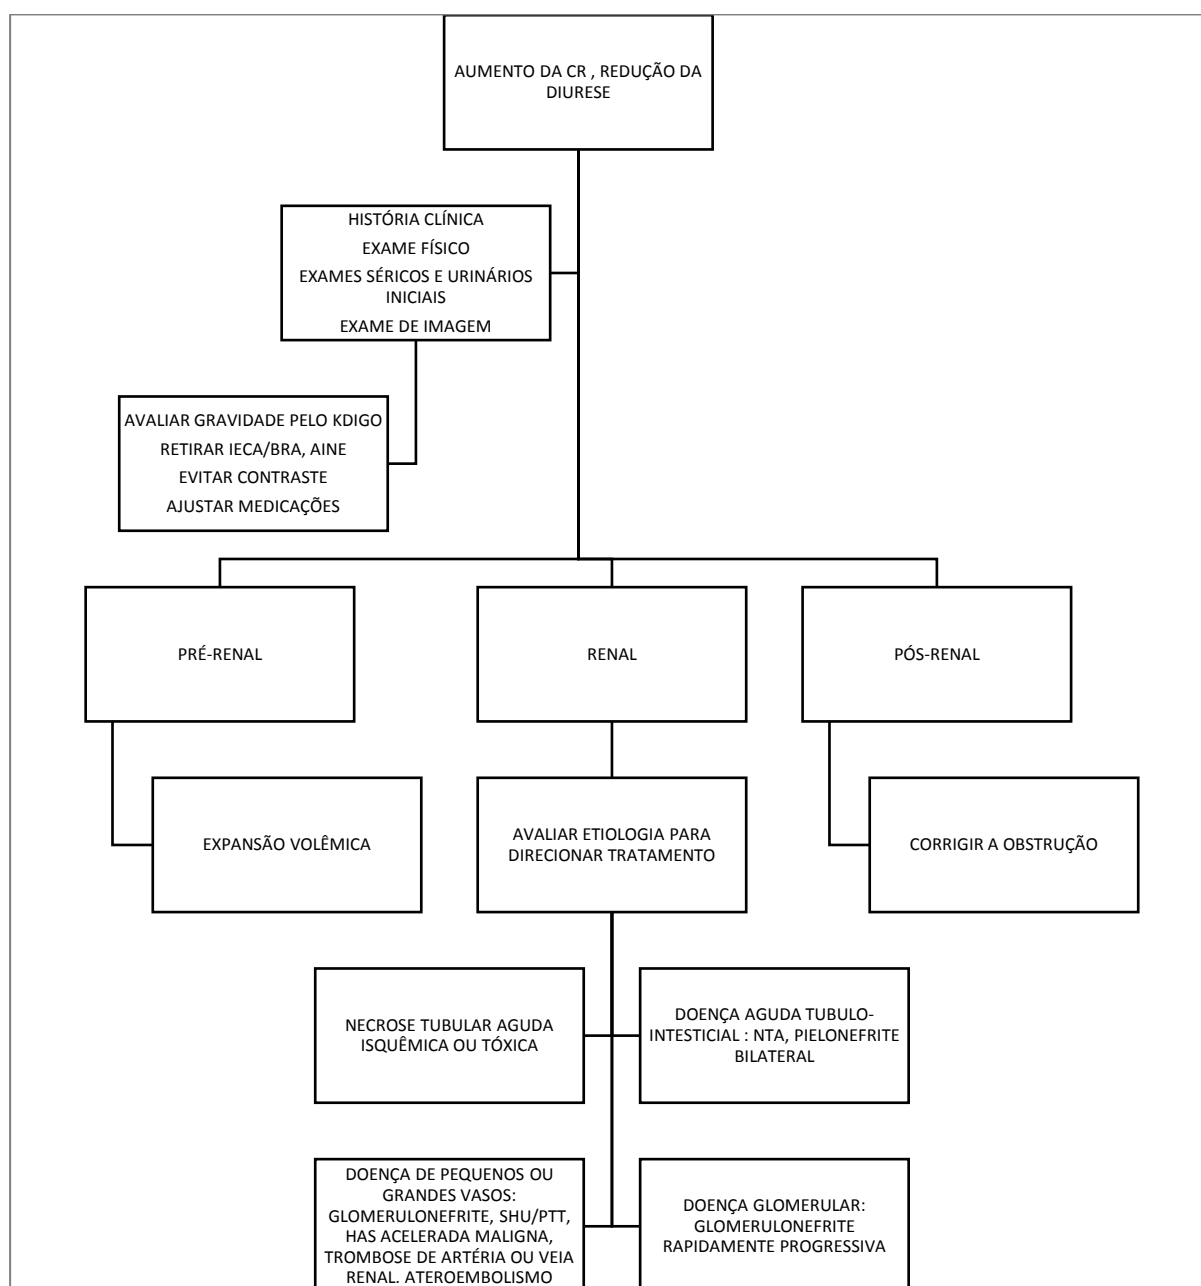 AUMENTO DA CR , REDUÇÃO DA
DIURESE
HISTÓRIA CLÍNICA
EXAME FÍSICO
EXAMES SÉRICOS E URINÁRIOS
INICIAIS
EXAME DE IMAGEM
AVALIAR GRAVIDADE PELO KDIGO
RETIRAR IECA/BRA, AINE
EVITAR CONTRASTE
AJUSTAR MEDICAÇÕES
PRÉ-RENAL
RENAL
PÓS-RENAL
EXPANSÃO VOLÊMICA
AVALIAR ETIOLOGIA PARA
DIRECIONAR TRATAMENTO
CORRIGIR A OBSTRUÇÃO
NECROSE TUBULAR AGUDA
ISQUÊMICA OU TÓXICA
DOENÇA AGUDA TUBULO-
INTESTICIAL : NTA, PIELONEFRITE
BILATERAL
DOENÇA DE PEQUENOS OU
GRANDES VASOS:
GLOMERULONEFRITE, SHU/PTT,
HAS ACELERADA MALIGNA,
TROMBOSE DE ARTÉRIA OU VEIA
RENAL. ATEROEMBOLISMO
DOENÇA GLOMERULAR:
GLOMERULONEFRITE
RAPIDAMENTE PROGRESSIVA